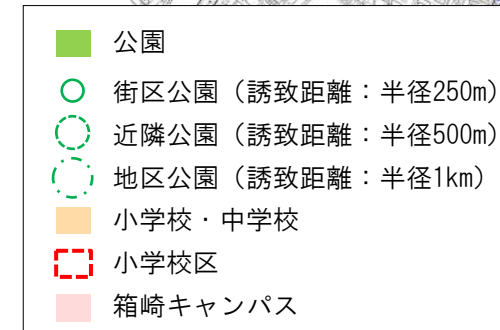 公園
街区公園（誘致距離：半径250m）
近隣公園（誘致距離：半径500m）
地区公園（誘致距離：半径1km）
小学校・中学校
小学校区
箱崎キャンパス